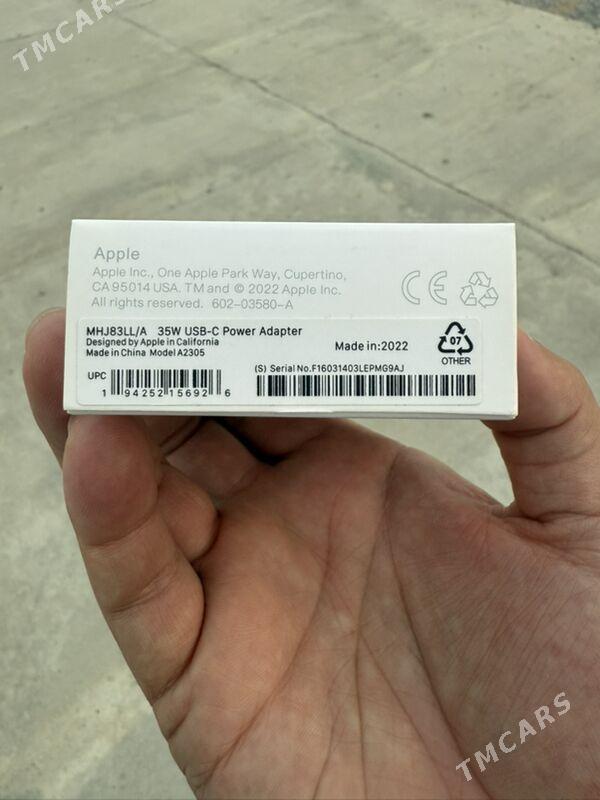 TMCARS
Apple
Apple Inc., One Apple Park Way, Cupertino,
CA 95014 USA. TM and © 2022 Apple Inc.
All rights reserved. 602-03580-A
CE
MHJ83LL/A 35W USB-C Power Adapter
Designed by Apple in California
Made in China Model A2305
Made in:2022
07
OTHER
UPC
1 94252 15692 6
(S) Serial No.F16031403LEPMG9AJ
TMCARS